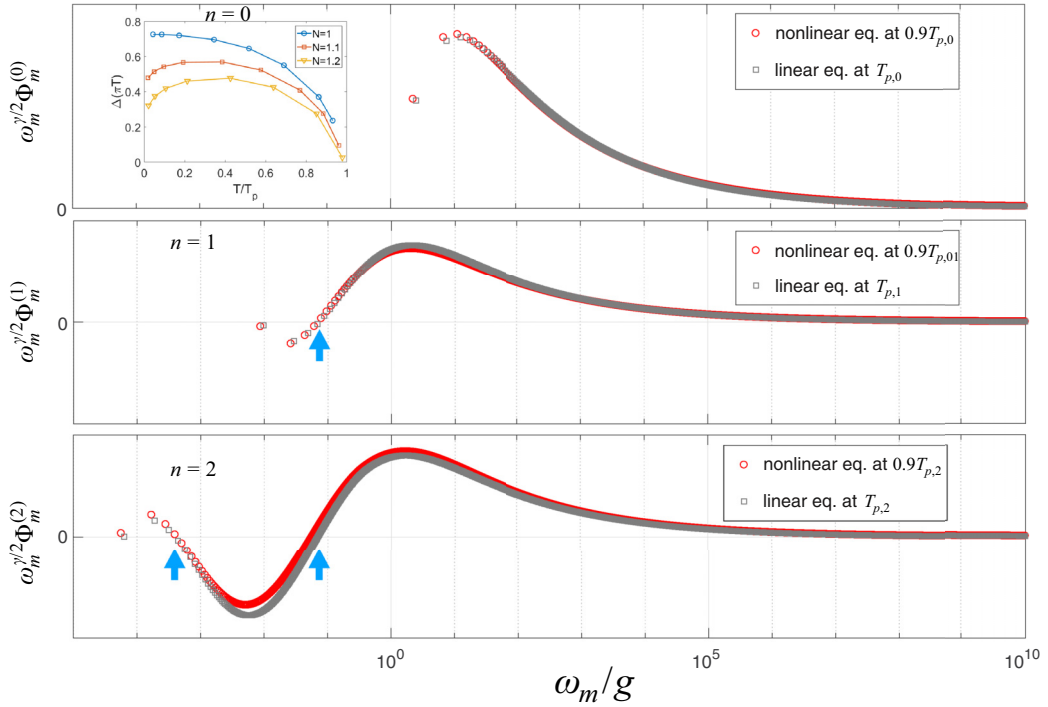 n = 0
0.8
0.6
0.4
0.2
0
Δ(πT)
0
0.2
0.4
0.6
0.8
1
T/T_p
N=1
N=1.1
N=1.2
nonlinear eq. at 0.9T_{p,0}
linear eq. at T_{p,0}
ω_m^{γ/2}Φ_m^{(0)}
0
n = 1
nonlinear eq. at 0.9T_{p,01}
linear eq. at T_{p,1}
ω_m^{γ/2}Φ_m^{(1)}
0
n = 2
nonlinear eq. at 0.9T_{p,2}
linear eq. at T_{p,2}
ω_m^{γ/2}Φ_m^{(2)}
0
10^0
10^5
10^{10}
ω_m/g